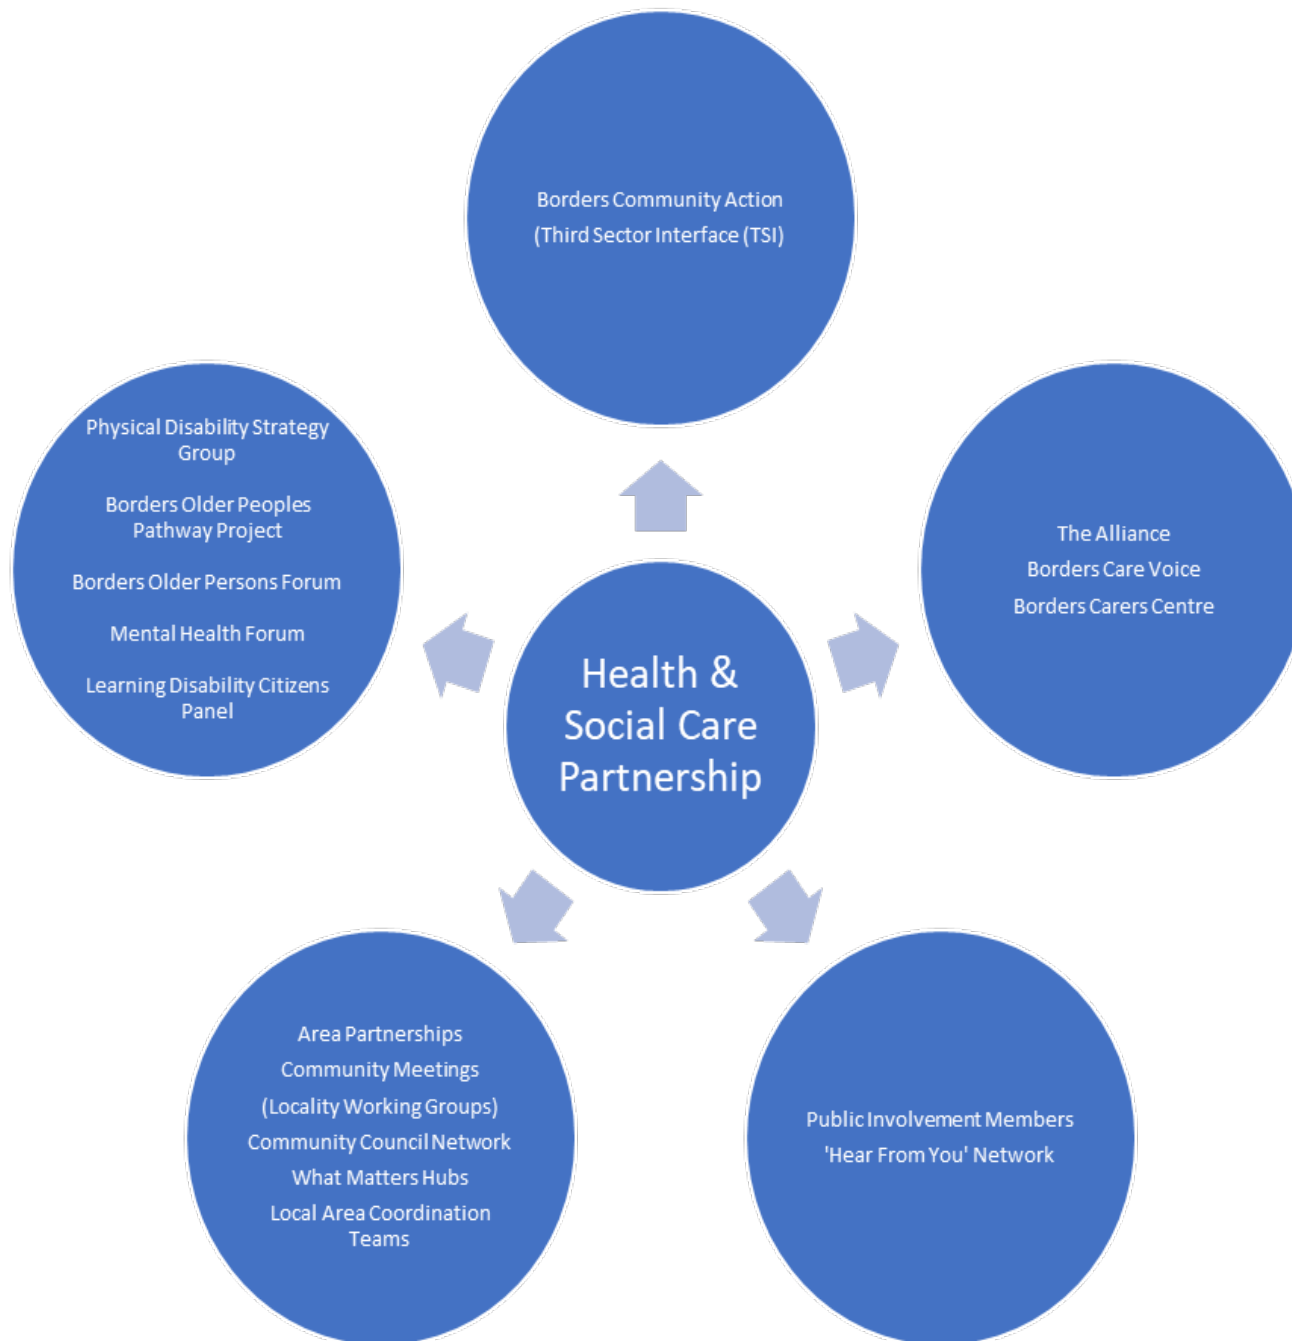 Borders Community Action
(Third Sector Interface (TSI)
Physical Disability Strategy
Group
Borders Older Peoples
Pathway Project
Borders Older Persons Forum
Mental Health Forum
Learning Disability Citizens
Panel
The Alliance
Borders Care Voice
Borders Carers Centre
Health &
Social Care
Partnership
Area Partnerships
Community Meetings
(Locality Working Groups)
Community Council Network
What Matters Hubs
Local Area Coordination
Teams
Public Involvement Members
'Hear From You' Network